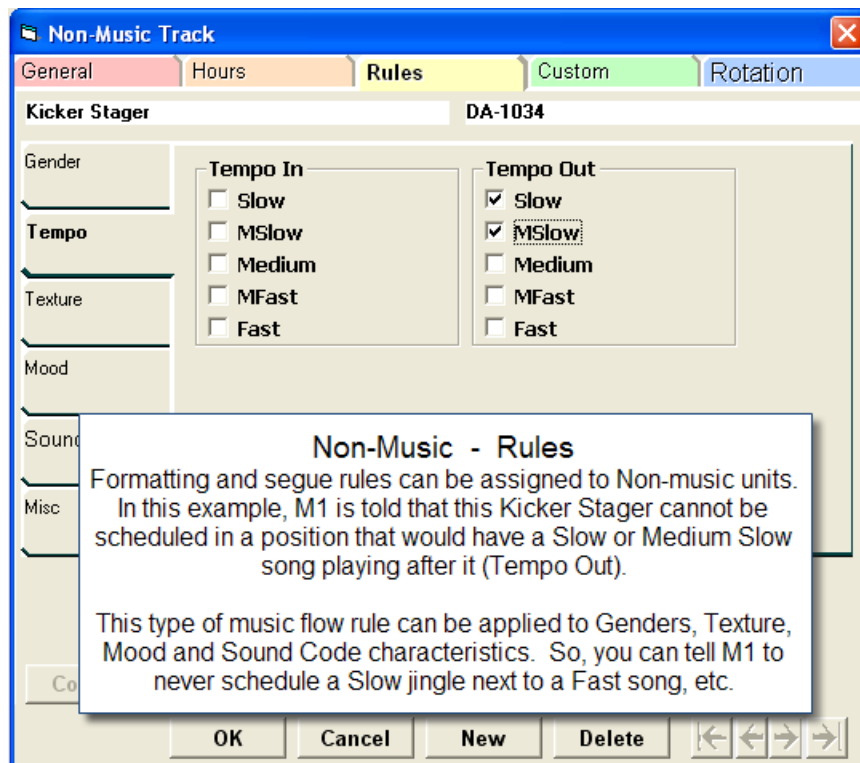 Non-Music Track
General Hours Rules Custom Rotation
Kicker Stager DA-1034
Gender
Tempo
Texture
Mood
Misc
Tempo In
Slow
MSlow
Medium
MFast
Fast
Tempo Out
Slow
MSlow
Medium
MFast
Fast
Non-Music - Rules
Formatting and segue rules can be assigned to Non-music units.
In this example, M1 is told that this Kicker Stager cannot be
scheduled in a position that would have a Slow or Medium Slow
song playing after it (Tempo Out).
This type of music flow rule can be applied to Genders, Texture,
Mood and Sound Code characteristics. So, you can tell M1 to
never schedule a Slow jingle next to a Fast song, etc.
OK Cancel New Delete